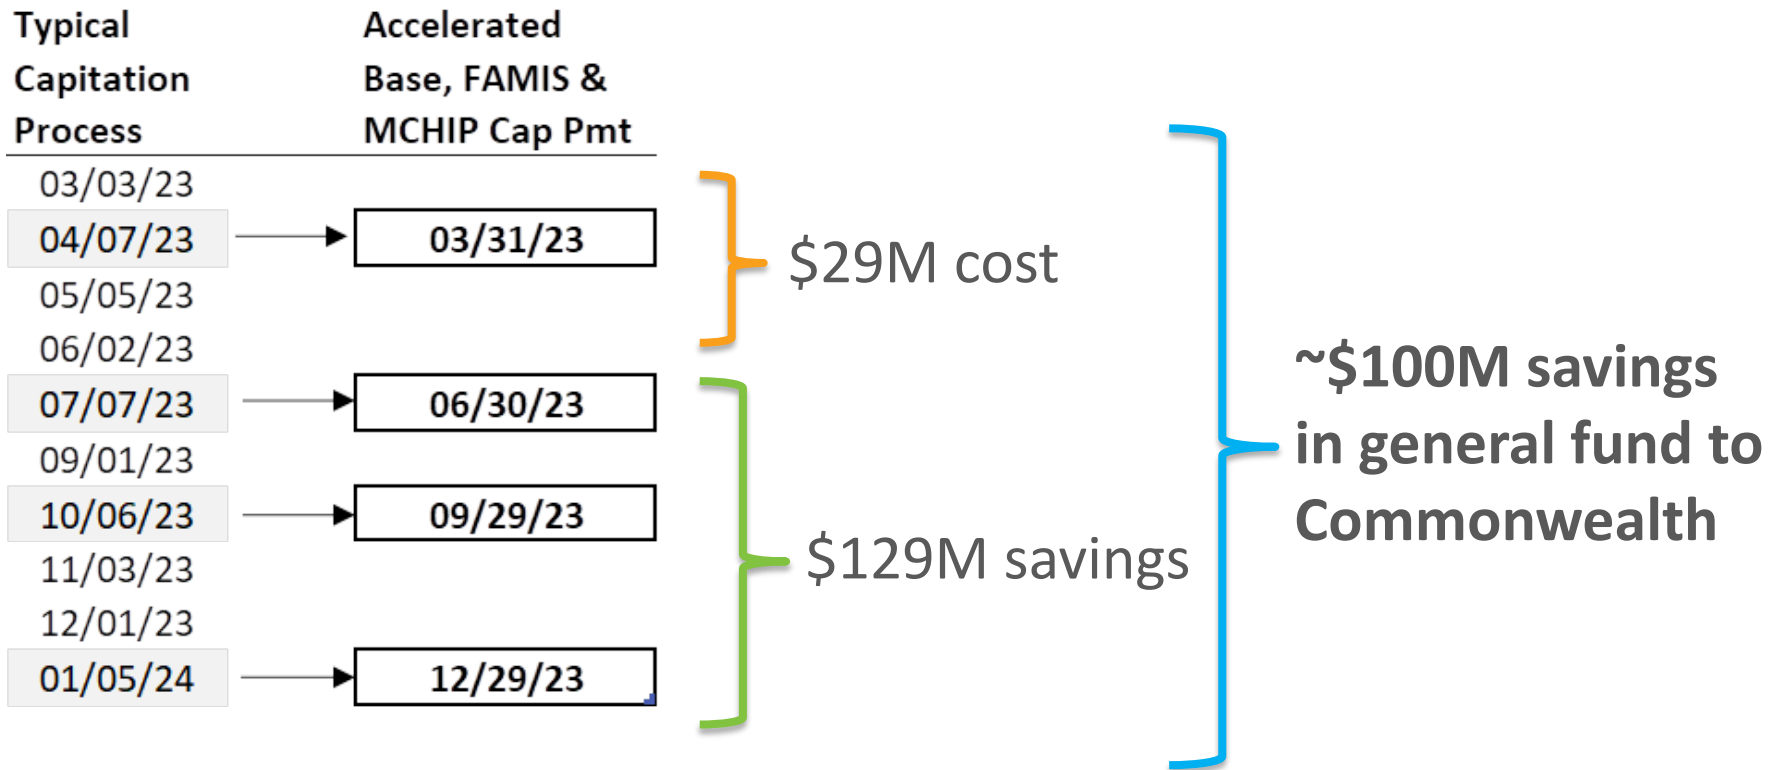 Typical
Capitation
Process
Accelerated
Base, FAMIS &
MCHIP Cap Pmt
03/03/23
04/07/23
03/31/23
05/05/23
06/02/23
07/07/23
06/30/23
09/01/23
10/06/23
09/29/23
11/03/23
12/01/23
01/05/24
12/29/23
$29M cost
$129M savings
~$100M savings
in general fund to
Commonwealth